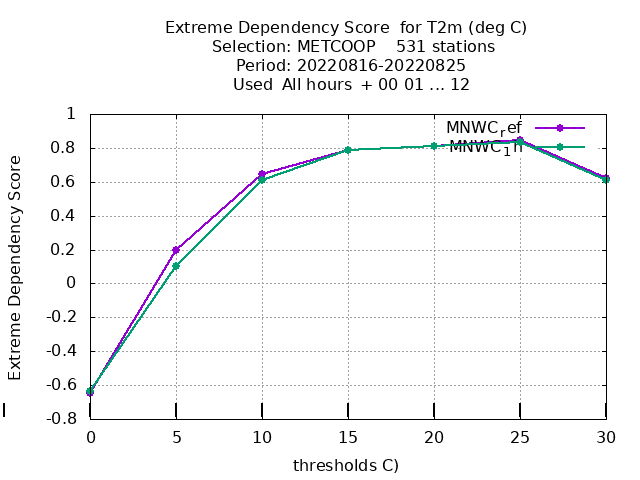 Extreme Dependency Score  for T2m (deg C)
Selection: METCOOP    531 stations
Period: 20220816-20220825
Used  All hours  + 00 01 ... 12
Extreme Dependency Score
1
0.8
0.6
0.4
0.2
0
-0.2
-0.4
-0.6
-0.8
MNWC_ref
MNWC_1h
0 5 10 15 20 25 30
thresholds C)